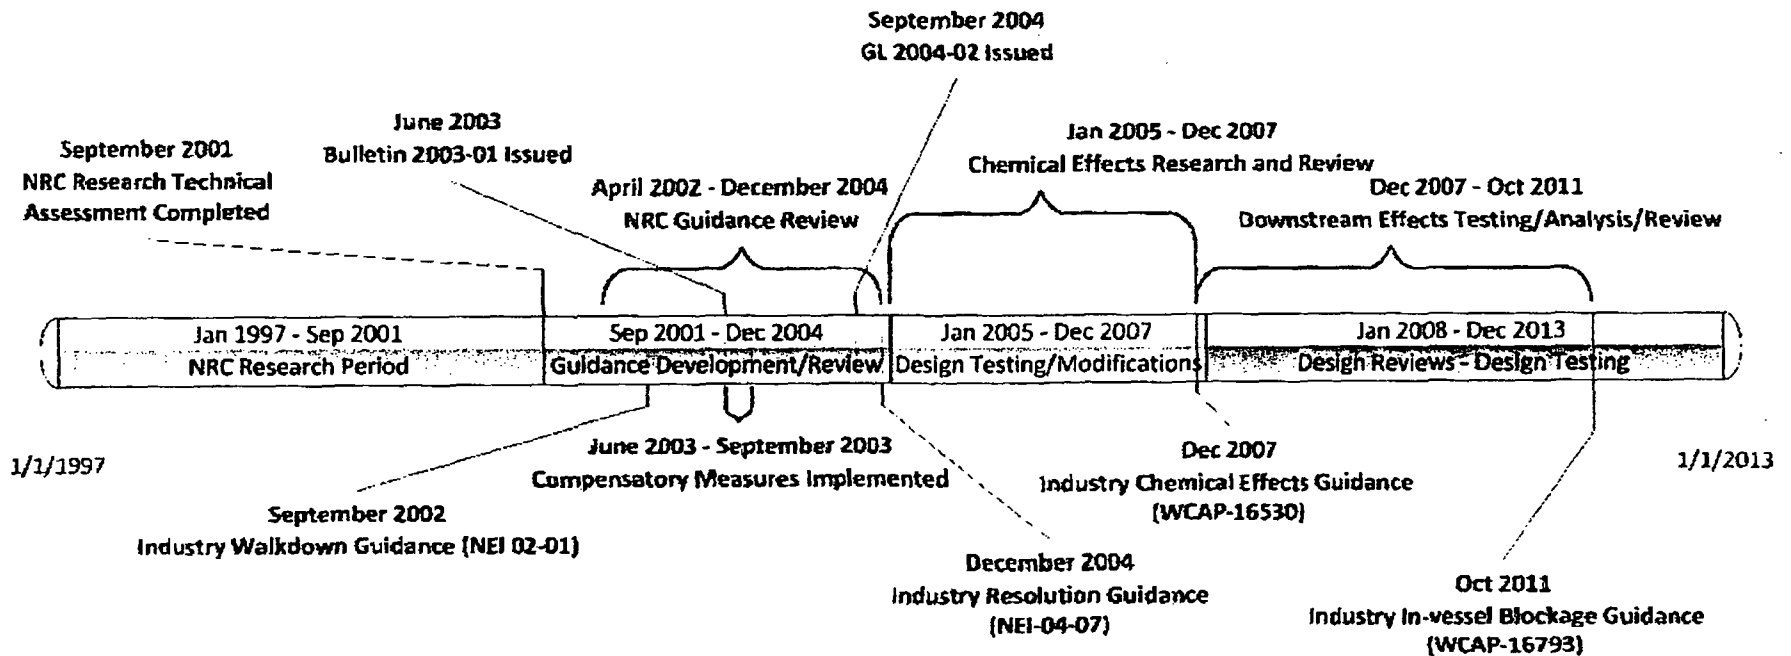 September 2004
GL 2004-02 Issued
June 2003
Bulletin 2003-01 Issued
September 2001
NRC Research Technical
Assessment Completed
April 2002 - December 2004
NRC Guidance Review
Jan 2005 - Dec 2007
Chemical Effects Research and Review
Dec 2007 - Oct 2011
Downstream Effects Testing/Analysis/Review
Jan 1997 - Sep 2001
NRC Research Period
Sep 2001 - Dec 2004
Guidance Development/Review
Jan 2005 - Dec 2007
Design Testing/Modifications
Jan 2008 - Dec 2013
Design Reviews - Design Testing
1/1/1997
1/1/2013
June 2003 - September 2003
Compensatory Measures Implemented
September 2002
Industry Walkdown Guidance (NEI 02-01)
Dec 2007
Industry Chemical Effects Guidance
(WCAP-16530)
December 2004
Industry Resolution Guidance
(NEI-04-07)
Oct 2011
Industry In-vessel Blockage Guidance
(WCAP-16793)